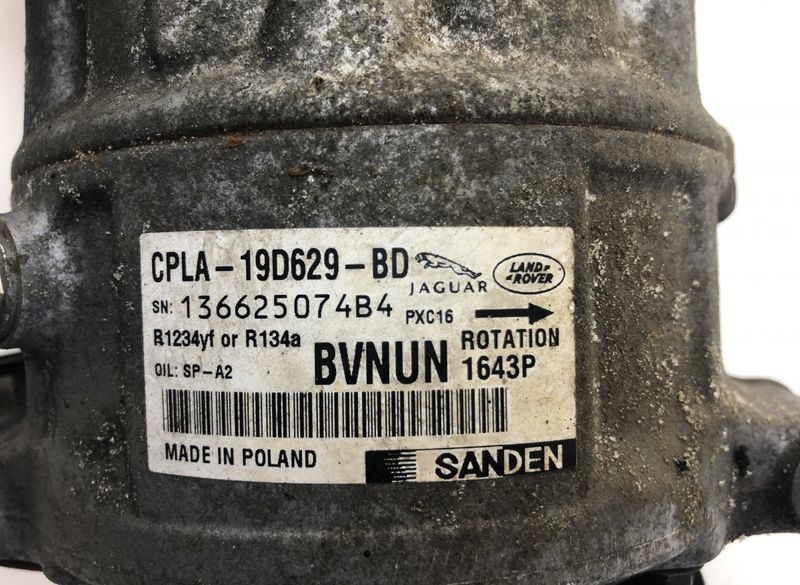 CPLA-19D629-BD JAGUAR LAND ROVER
SN: 136625074B4 PXC16
R1234yf or R134a BVNUN ROTATION
OIL: SP-A2 1643P
MADE IN POLAND SANDEN